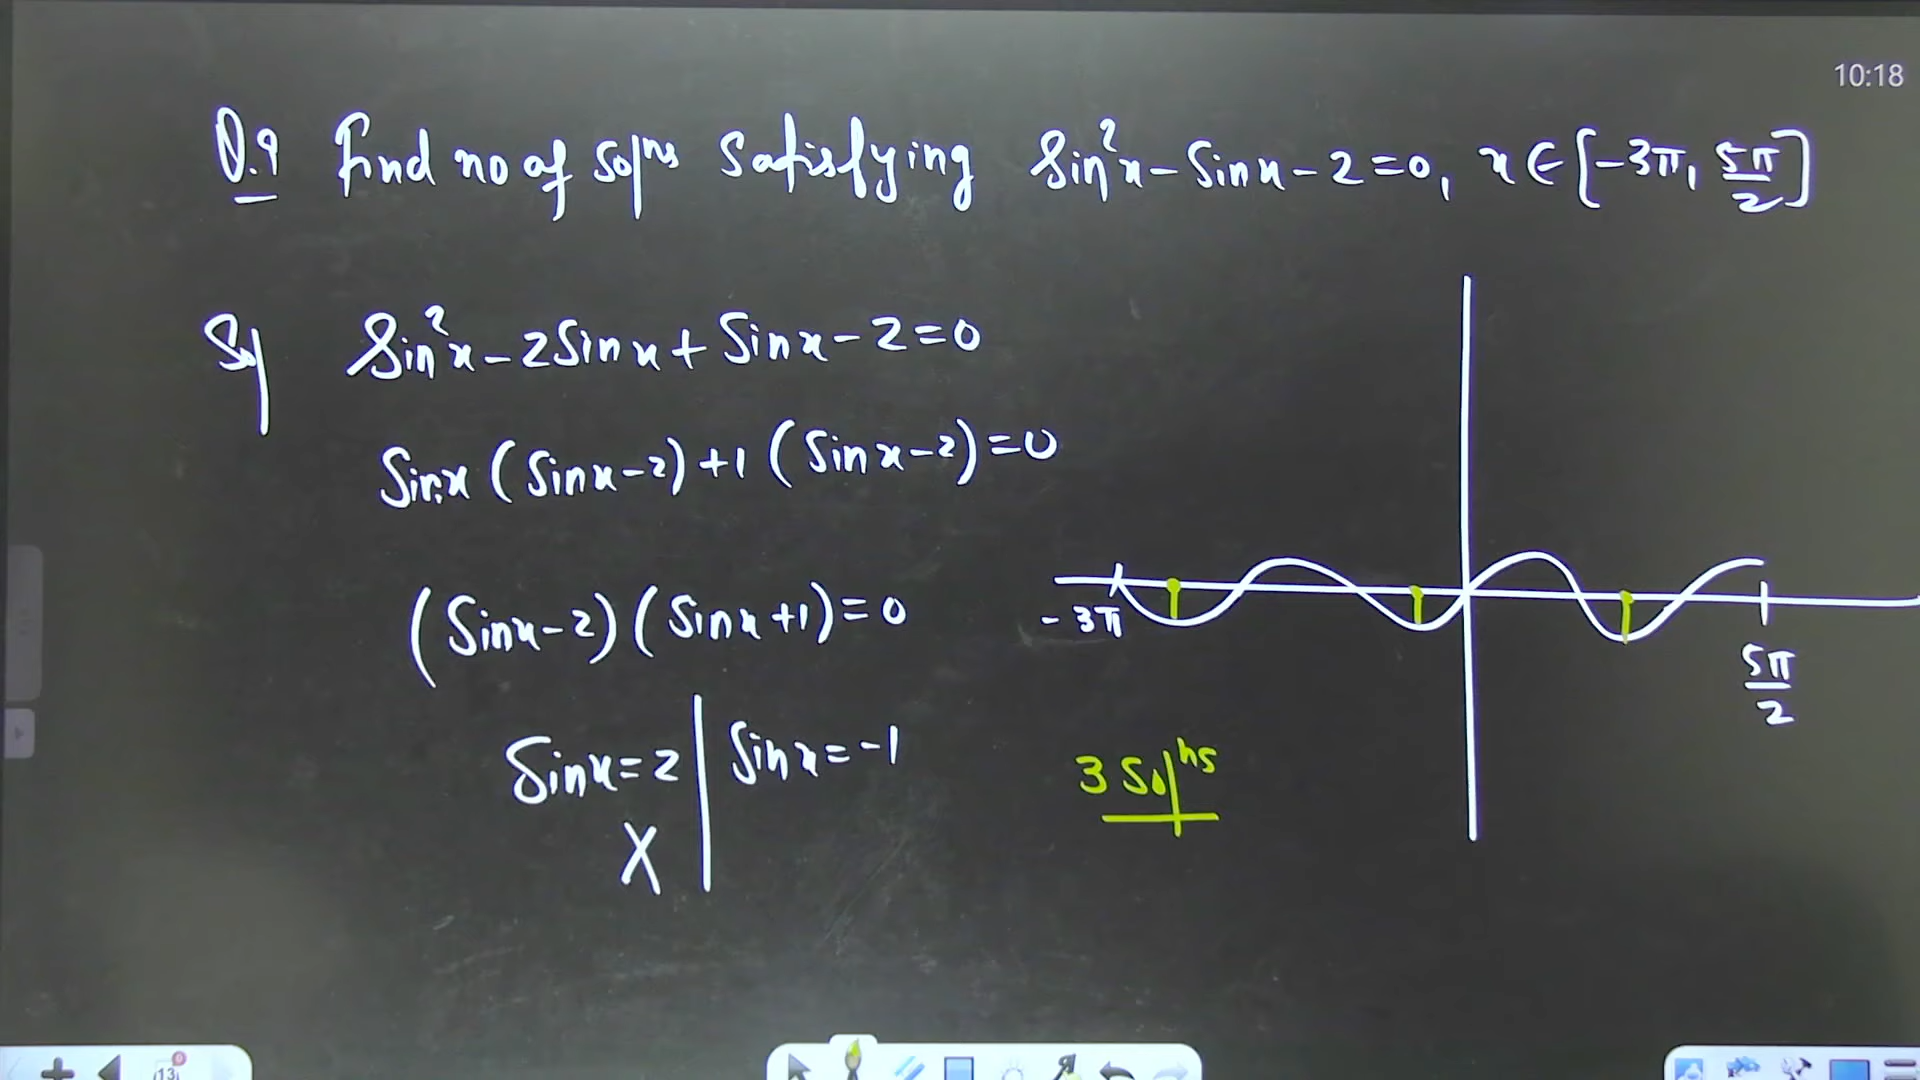 10:18
Q.9 Find no of Solns Satisfying Sin²x-Sinx-2=0, x∈[-3π, 5π/2]
Sol Sin²x-2Sinx+Sinx-2=0
Sinx(Sinx-2)+1(Sinx-2)=0
(Sinx-2)(Sinx+1)=0
-3π
5π/2
Sinx=2 | Sinx=-1
X
3 Solns
13